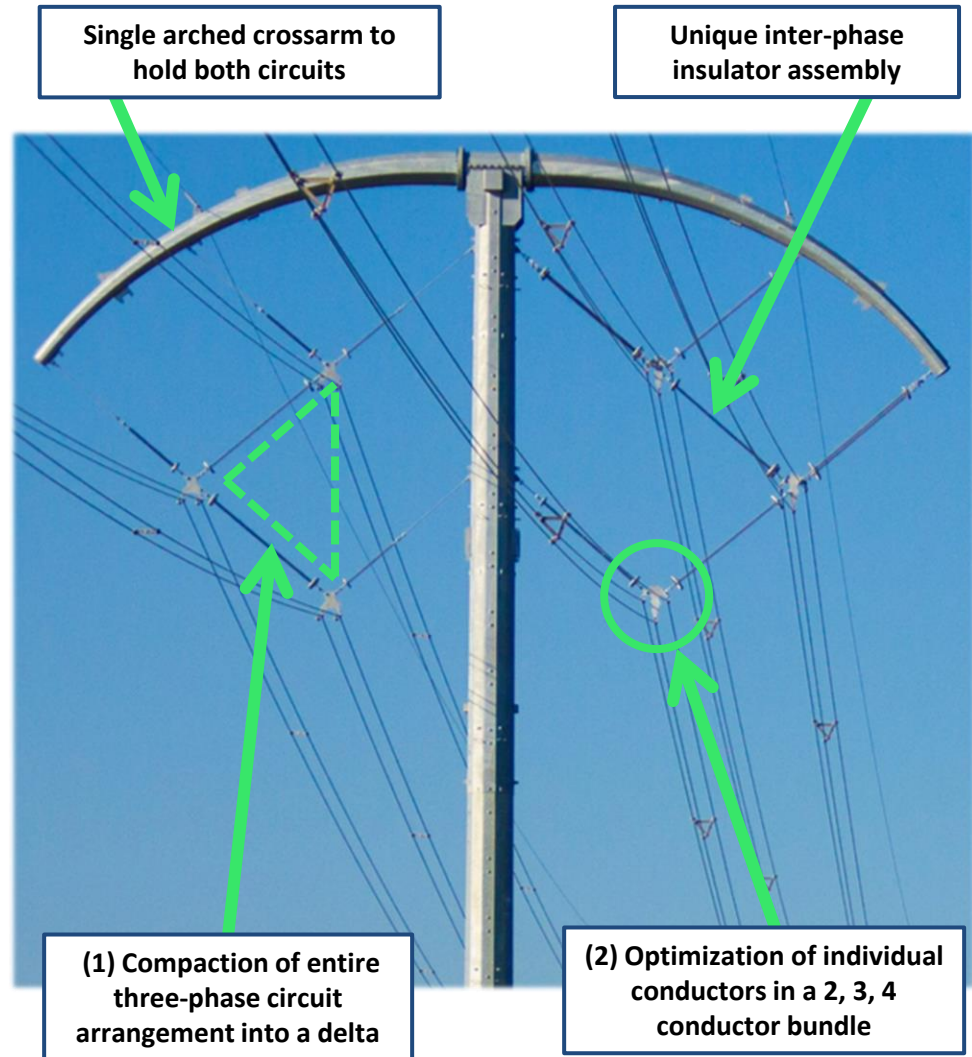 Single arched crossarm to
hold both circuits
Unique inter-phase
insulator assembly
(1) Compaction of entire
three-phase circuit
arrangement into a delta
(2) Optimization of individual
conductors in a 2, 3, 4
conductor bundle